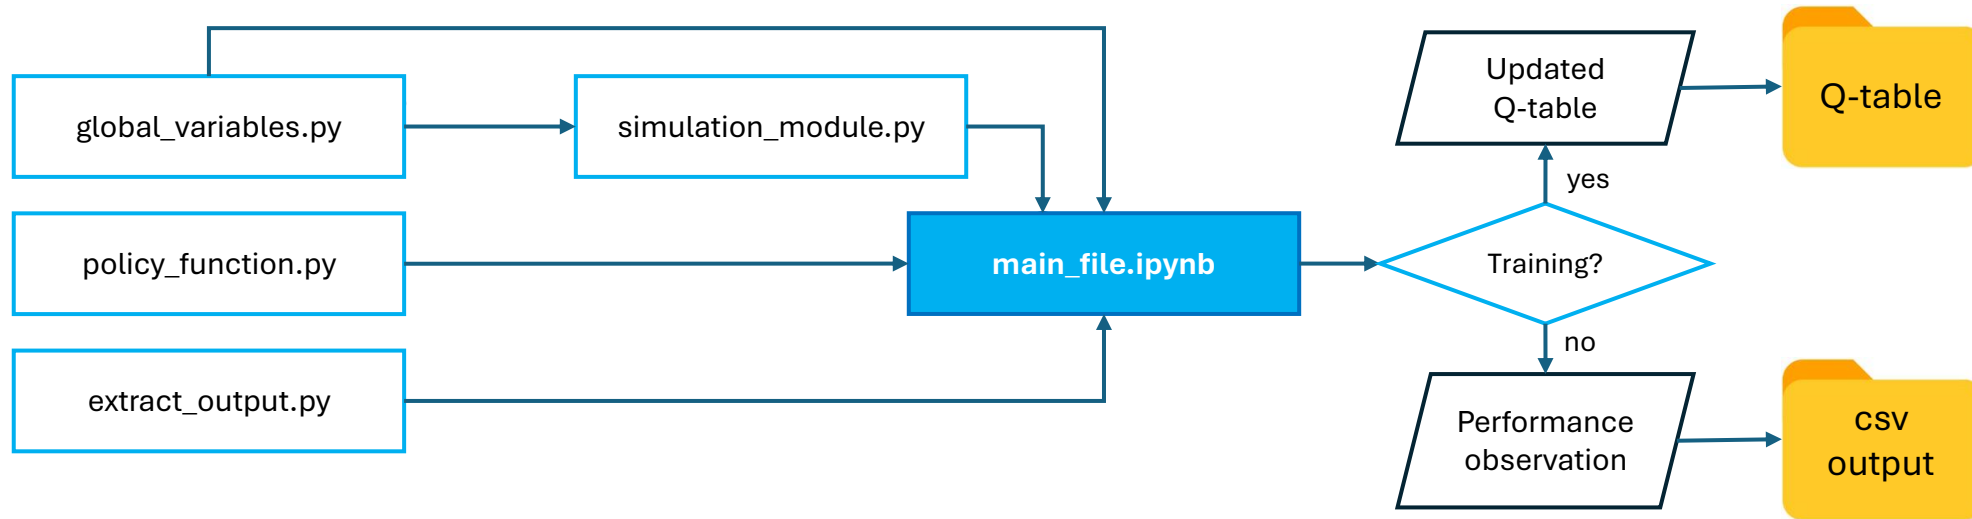 global_variables.py
simulation_module.py
policy_function.py
main_file.ipynb
extract_output.py
Training?
yes
no
Updated
Q-table
Q-table
Performance
observation
csv
output